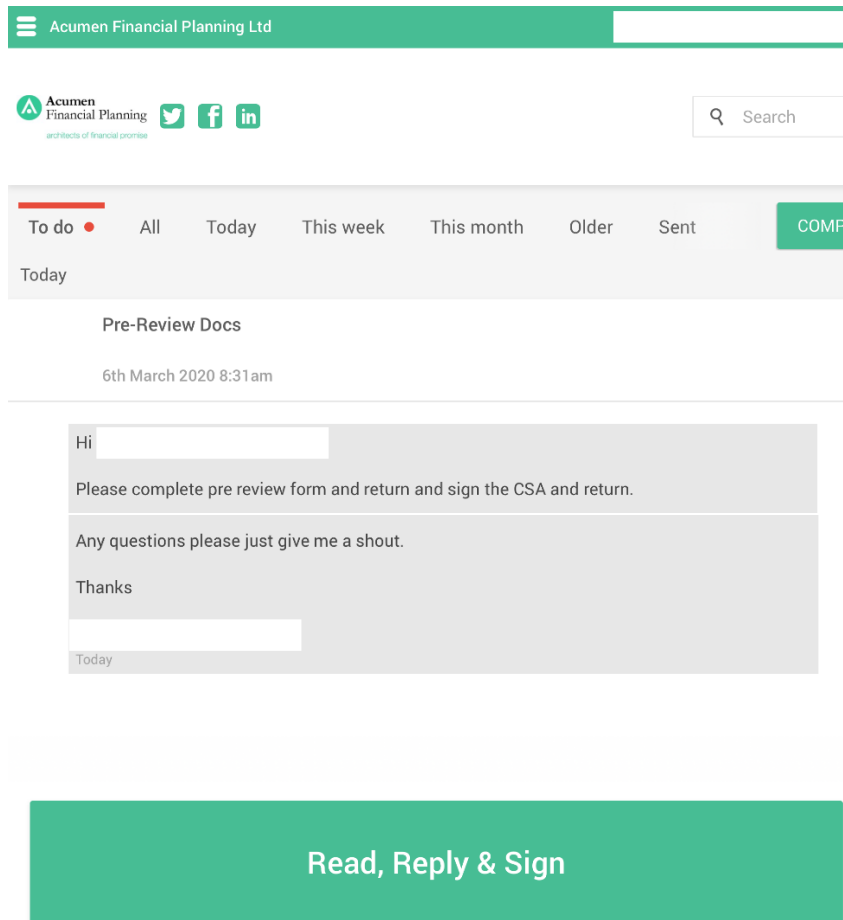 Acumen Financial Planning Ltd
Acumen
Financial Planning
architects of financial promise
Search
To do All Today This week This month Older Sent COMP
Today
Pre-Review Docs
6th March 2020 8:31am
Hi
Please complete pre review form and return and sign the CSA and return.
Any questions please just give me a shout.
Thanks
Today
Read, Reply & Sign